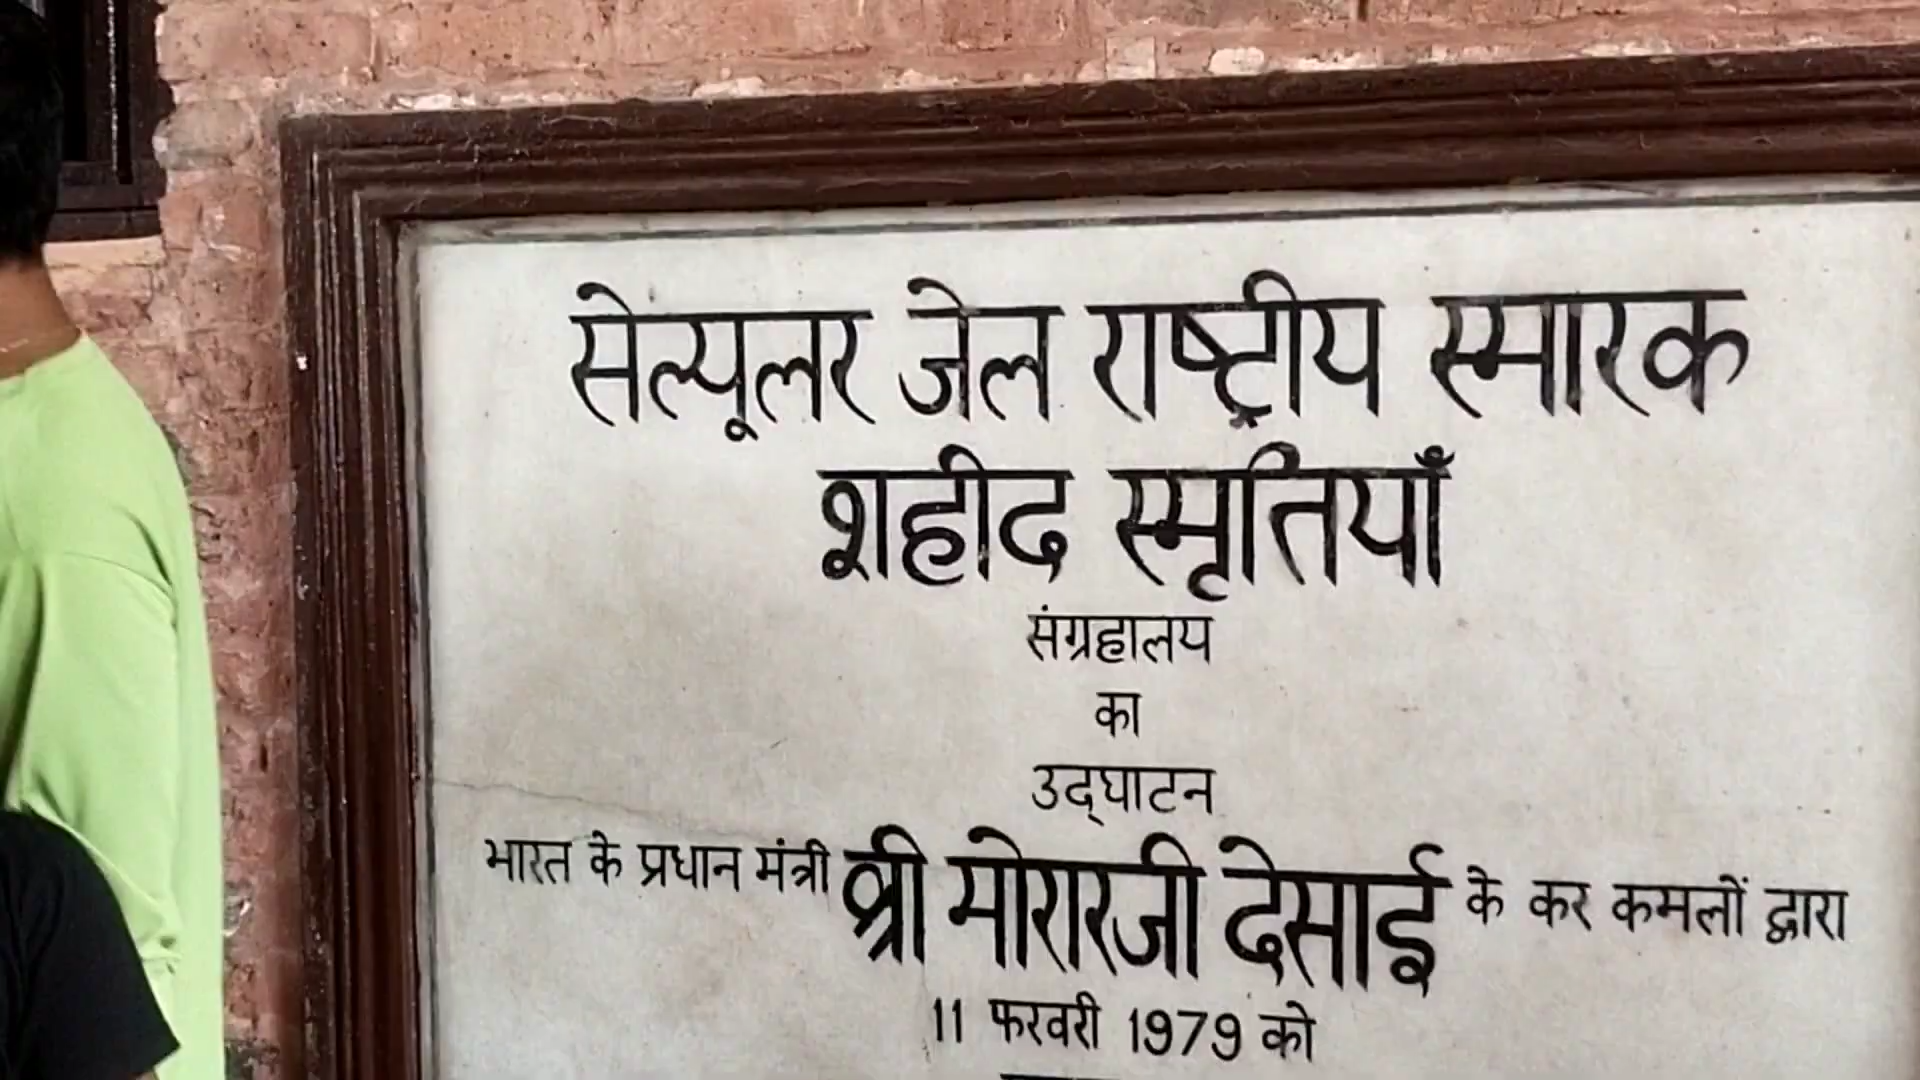 सेल्यूलर जेल राष्ट्रीय स्मारक
शहीद स्मृतियाँ
संग्रहालय
का
उद्‌घाटन
भारत के प्रधान मंत्री श्री मोरारजी देसाई के कर कमलों द्वारा
11 फरवरी 1979 को